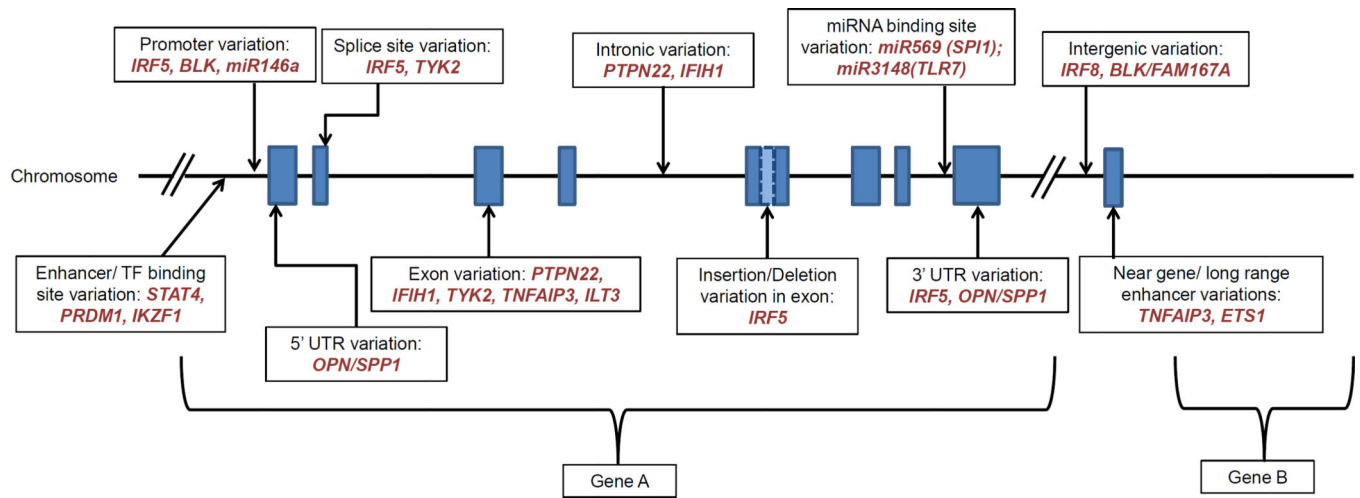 Promoter variation:
IRF5, BLK, miR146a
Splice site variation:
IRF5, TYK2
Intronic variation:
PTPN22, IFIH1
miRNA binding site
variation: miR569 (SPI1);
miR3148(TLR7)
Intergenic variation:
IRF8, BLK/FAM167A
Chromosome
Enhancer/ TF binding
site variation: STAT4,
PRDM1, IKZF1
5’ UTR variation:
OPN/SPP1
Exon variation: PTPN22,
IFIH1, TYK2, TNFAIP3, ILT3
Insertion/Deletion
variation in exon:
IRF5
3’ UTR variation:
IRF5, OPN/SPP1
Near gene/ long range
enhancer variations:
TNFAIP3, ETS1
Gene A
Gene B